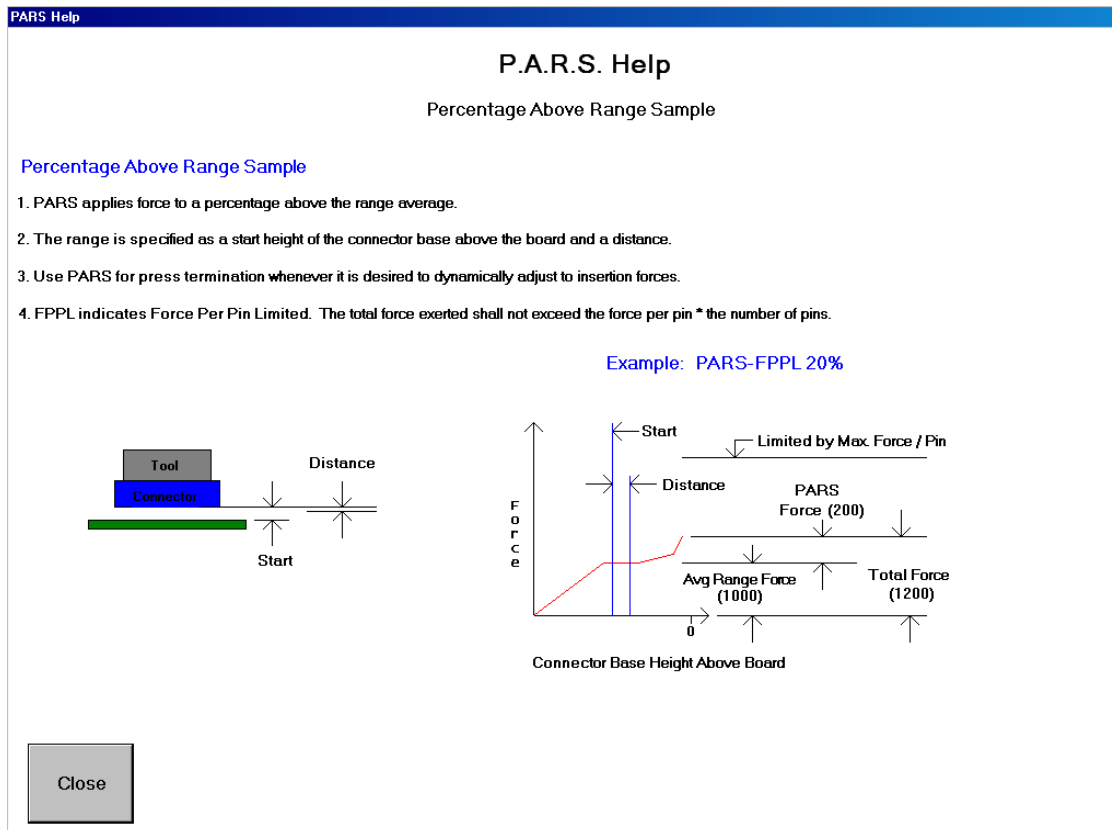 PARS Help
P.A.R.S. Help
Percentage Above Range Sample
Percentage Above Range Sample
1. PARS applies force to a percentage above the range average.
2. The range is specified as a start height of the connector base above the board and a distance.
3. Use PARS for press termination whenever it is desired to dynamically adjust to insertion forces.
4. FPPL indicates Force Per Pin Limited. The total force exerted shall not exceed the force per pin * the number of pins.
Example: PARS-FPPL 20%
Tool
Connector
Distance
Start
Start
Limited by Max. Force / Pin
Distance
PARS
Force (200)
Force
Avg Range Force
(1000)
Total Force
(1200)
0
Connector Base Height Above Board
Close